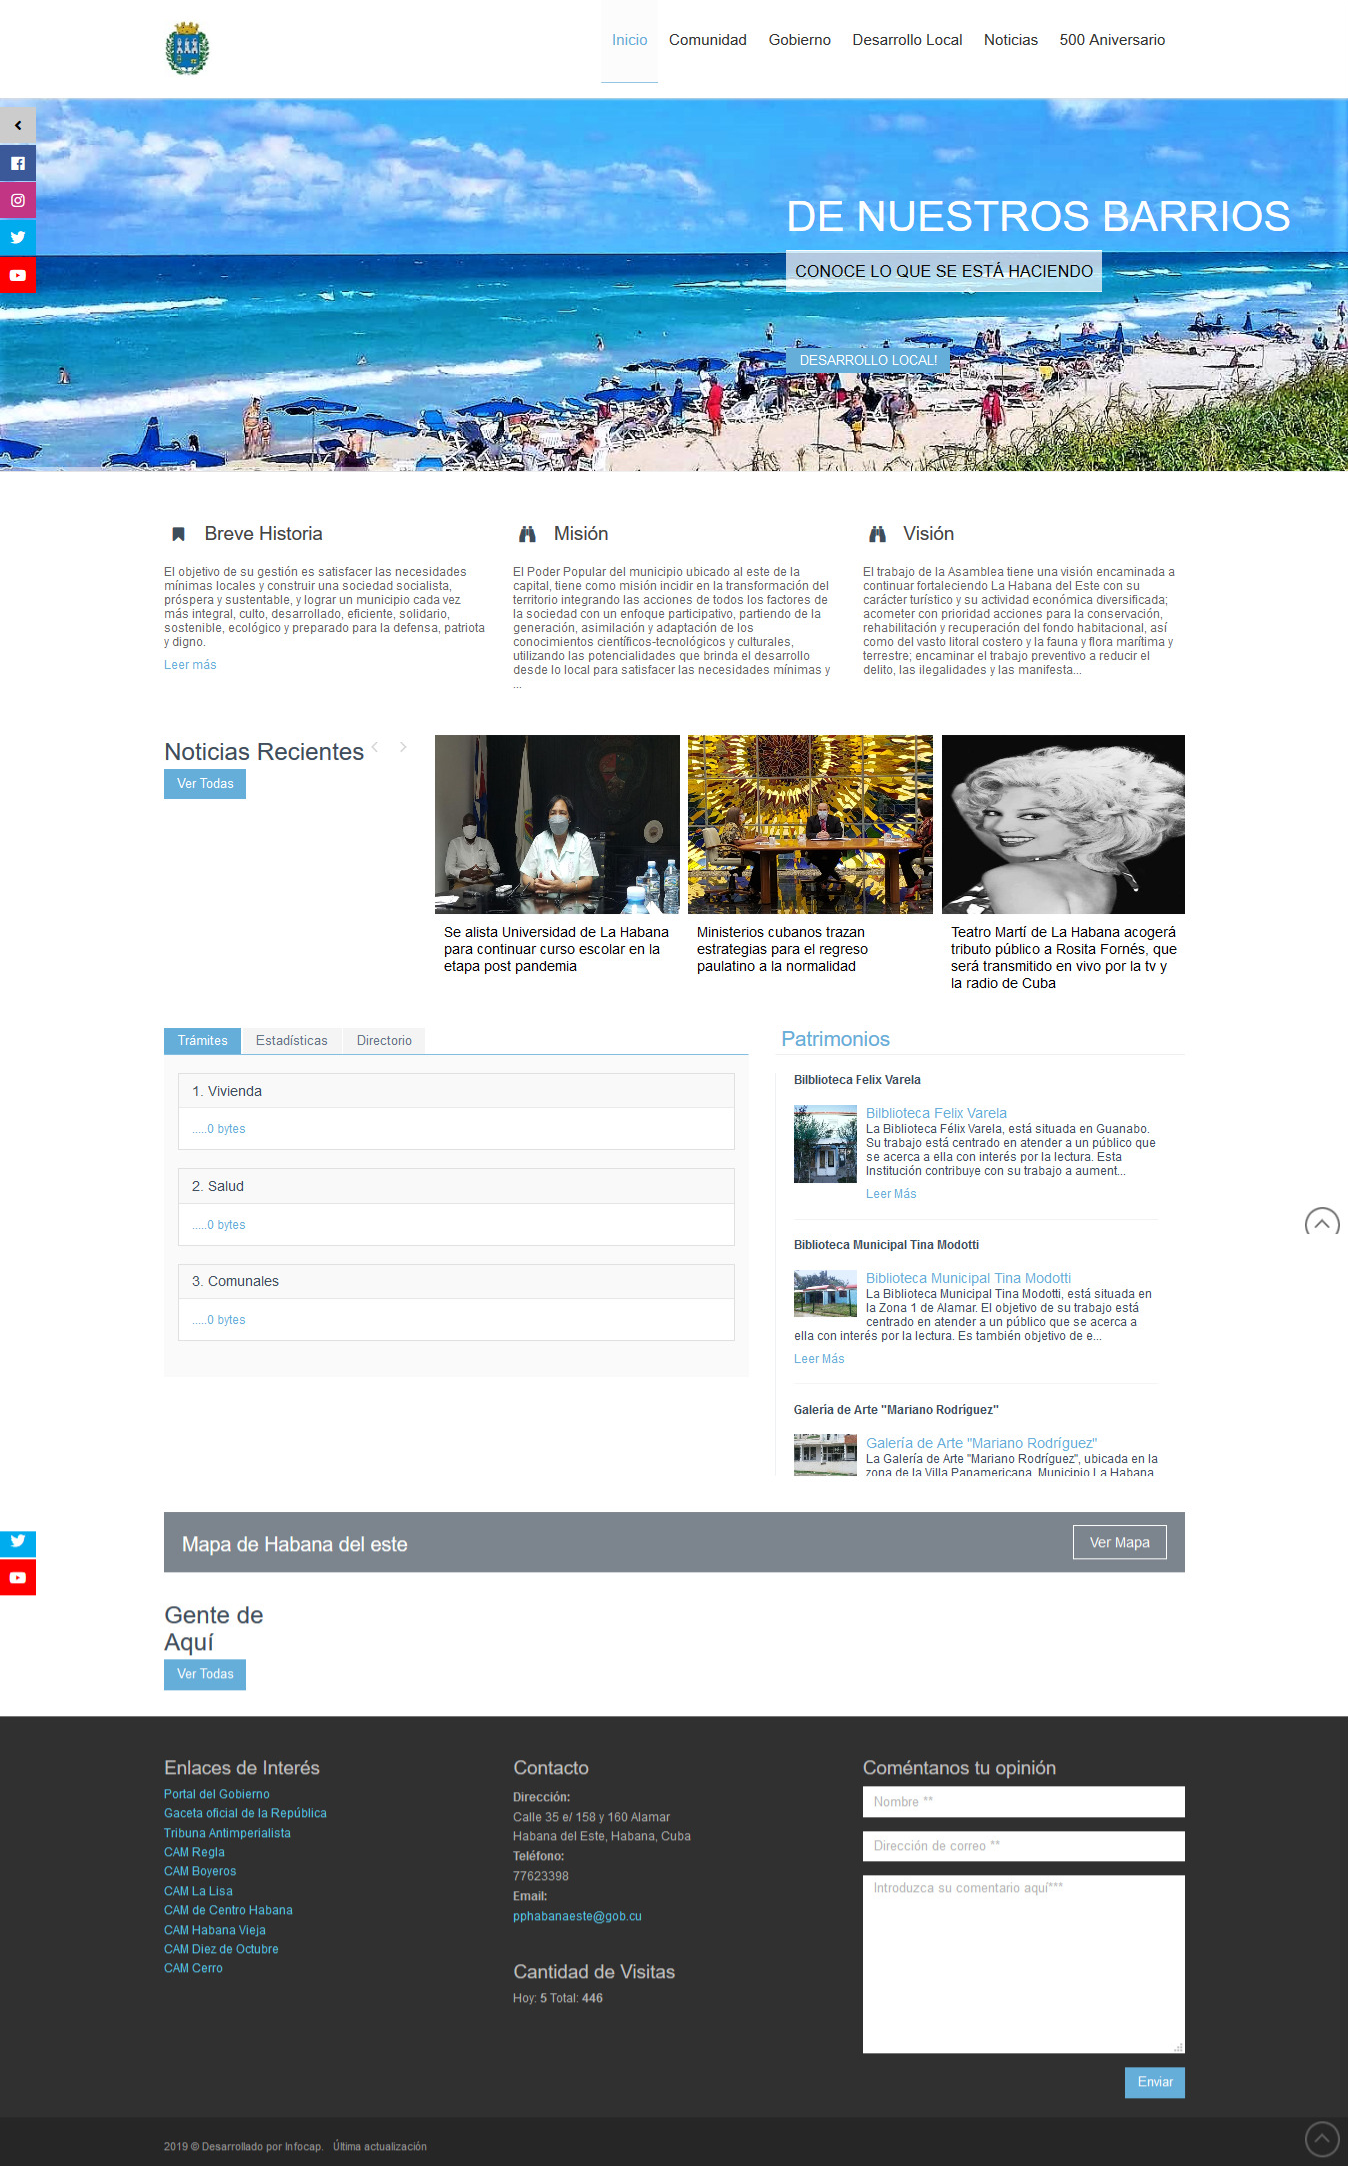 Inicio Comunidad Gobierno Desarrollo Local Noticias 500 Aniversario
DE NUESTROS BARRIOS
CONOCE LO QUE SE ESTÁ HACIENDO
DESARROLLO LOCAL!
Breve Historia
El objetivo de su gestión es satisfacer las necesidades
mínimas locales y construir una sociedad socialista,
próspera y sustentable, y lograr un municipio cada vez
más integral, culto, desarrollado, eficiente, solidario,
sostenible, ecológico y preparado para la defensa, patriota
y digno.
Leer más
Misión
El Poder Popular del municipio ubicado al este de la
capital, tiene como misión incidir en la transformación del
territorio integrando las acciones de todos los factores de
la sociedad con un enfoque participativo, partiendo de la
generación, asimilación y adaptación de los
conocimientos científicos-tecnológicos y culturales,
utilizando las potencialidades que brinda el desarrollo
desde lo local para satisfacer las necesidades mínimas y
...
Visión
El trabajo de la Asamblea tiene una visión encaminada a
continuar fortaleciendo La Habana del Este con su
carácter turístico y su actividad económica diversificada;
acometer con prioridad acciones para la conservación,
rehabilitación y recuperación del fondo habitacional, así
como del vasto litoral costero y la fauna y flora marítima y
terrestre; encaminar el trabajo preventivo a reducir el
delito, las ilegalidades y las manifesta...
Noticias Recientes
Ver Todas
Se alista Universidad de La Habana
para continuar curso escolar en la
etapa post pandemia
Ministerios cubanos trazan
estrategias para el regreso
paulatino a la normalidad
Teatro Martí de La Habana acogerá
tributo público a Rosita Fornés, que
será transmitido en vivo por la tv y
la radio de Cuba
Trámites Estadísticas Directorio
1. Vivienda
.....0 bytes
2. Salud
.....0 bytes
3. Comunales
.....0 bytes
Patrimonios
Bilblioteca Felix Varela
Bilblioteca Felix Varela
La Biblioteca Félix Varela, está situada en Guanabo.
Su trabajo está centrado en atender a un público que
se acerca a ella con interés por la lectura. Esta
Institución contribuye con su trabajo a aument...
Leer Más
Biblioteca Municipal Tina Modotti
Biblioteca Municipal Tina Modotti
La Biblioteca Municipal Tina Modotti, está situada en
la Zona 1 de Alamar. El objetivo de su trabajo está
centrado en atender a un público que se acerca a
ella con interés por la lectura. Es también objetivo de e...
Leer Más
Galería de Arte "Mariano Rodríguez"
Galería de Arte "Mariano Rodríguez"
La Galería de Arte "Mariano Rodríguez", ubicada en la
zona de la Villa Panamericana, Municipio La Habana
Mapa de Habana del este
Ver Mapa
Gente de
Aquí
Ver Todas
Enlaces de Interés
Portal del Gobierno
Gaceta oficial de la República
Tribuna Antimperialista
CAM Regla
CAM Boyeros
CAM La Lisa
CAM de Centro Habana
CAM Habana Vieja
CAM Diez de Octubre
CAM Cerro
Contacto
Dirección:
Calle 35 e/ 158 y 160 Alamar
Habana del Este, Habana, Cuba
Teléfono:
77623398
Email:
pphabanaeste@gob.cu
Cantidad de Visitas
Hoy: 5 Total: 446
Coméntanos tu opinión
Nombre **
Dirección de correo **
Introduzca su comentario aquí***
Enviar
2019 © Desarrollado por Infocap. Última actualización